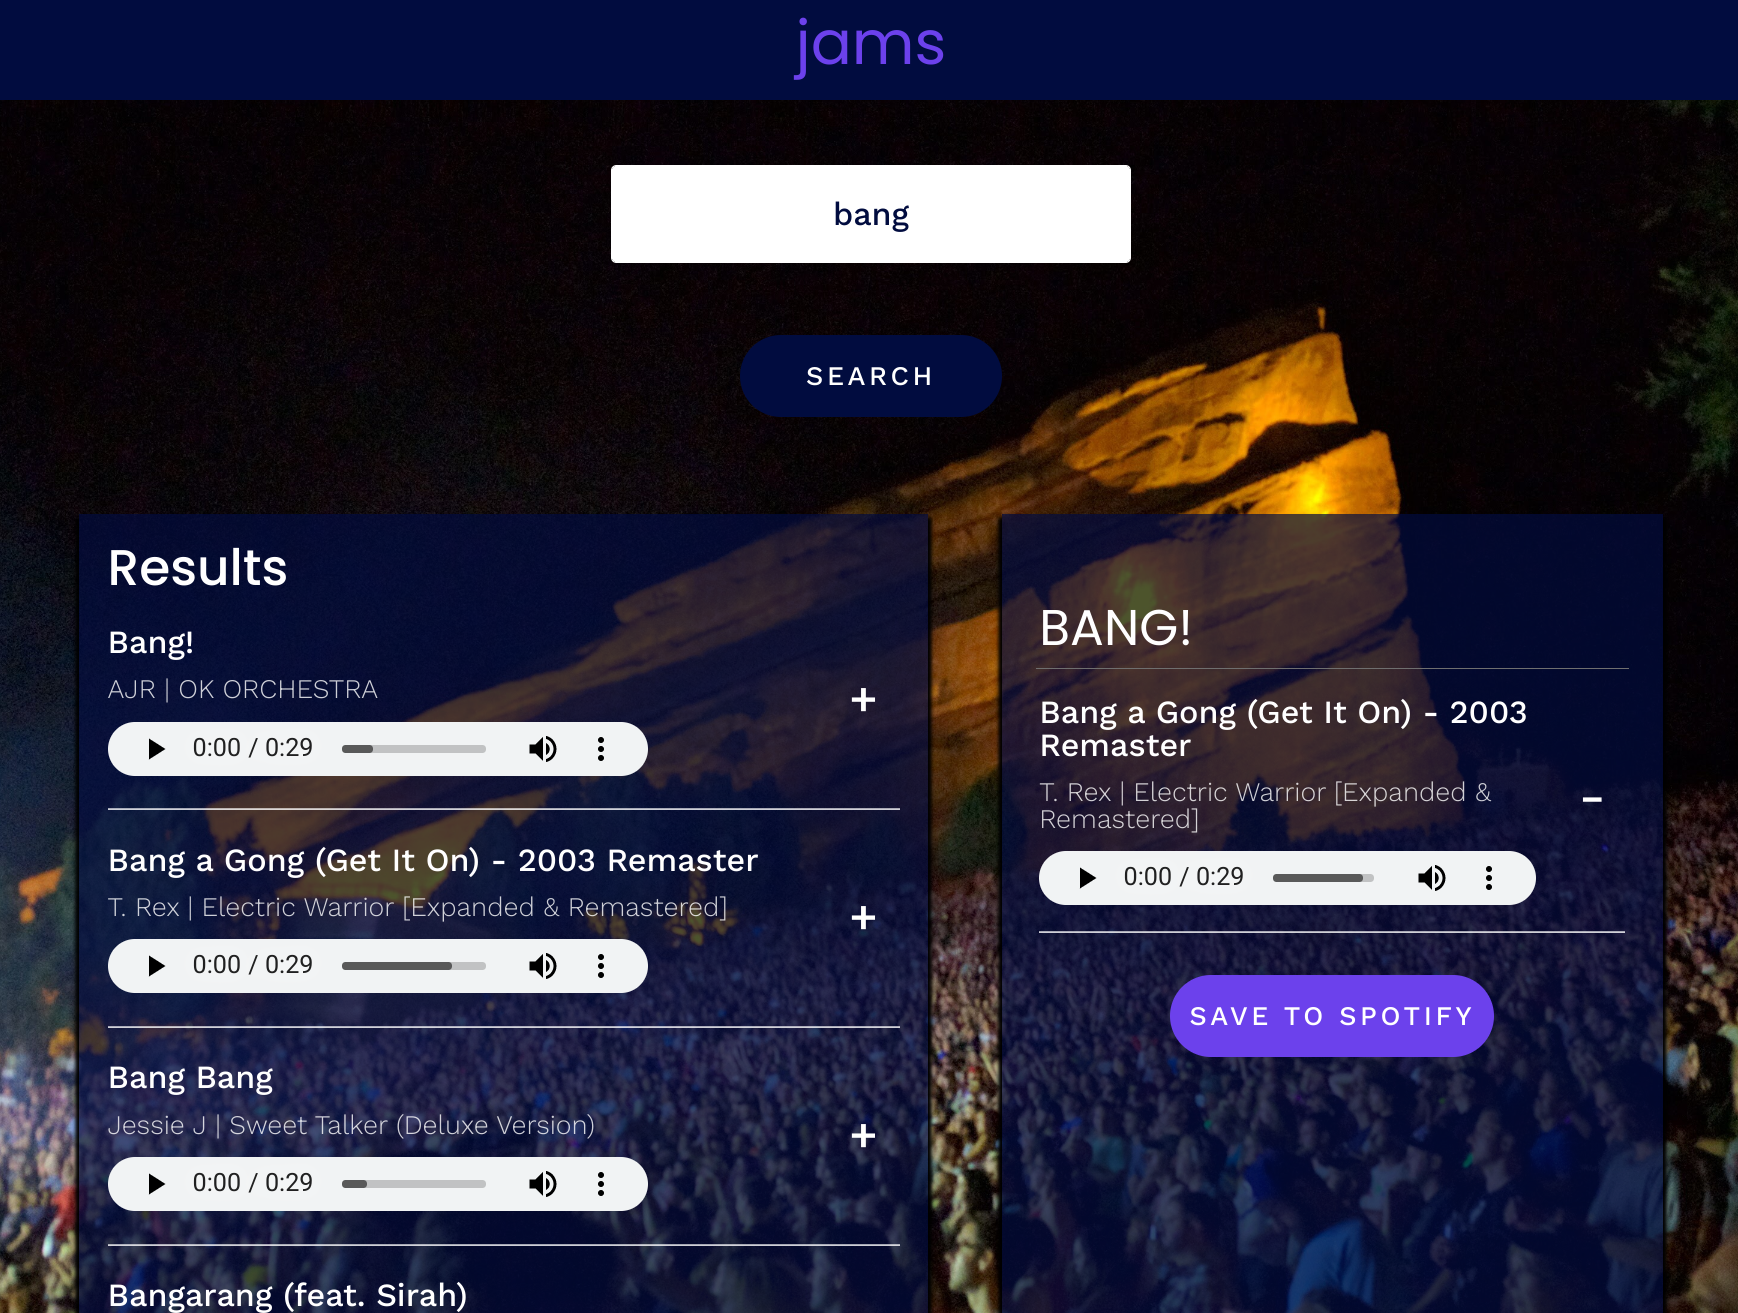 jams
bang
SEARCH
Results
Bang!
AJR | OK ORCHESTRA
+
0:00 / 0:29
Bang a Gong (Get It On) - 2003 Remaster
T. Rex | Electric Warrior [Expanded & Remastered]
+
0:00 / 0:29
Bang Bang
Jessie J | Sweet Talker (Deluxe Version)
+
0:00 / 0:29
Bangarang (feat. Sirah)
BANG!
Bang a Gong (Get It On) - 2003
Remaster
T. Rex | Electric Warrior [Expanded &
Remastered]
-
0:00 / 0:29
SAVE TO SPOTIFY